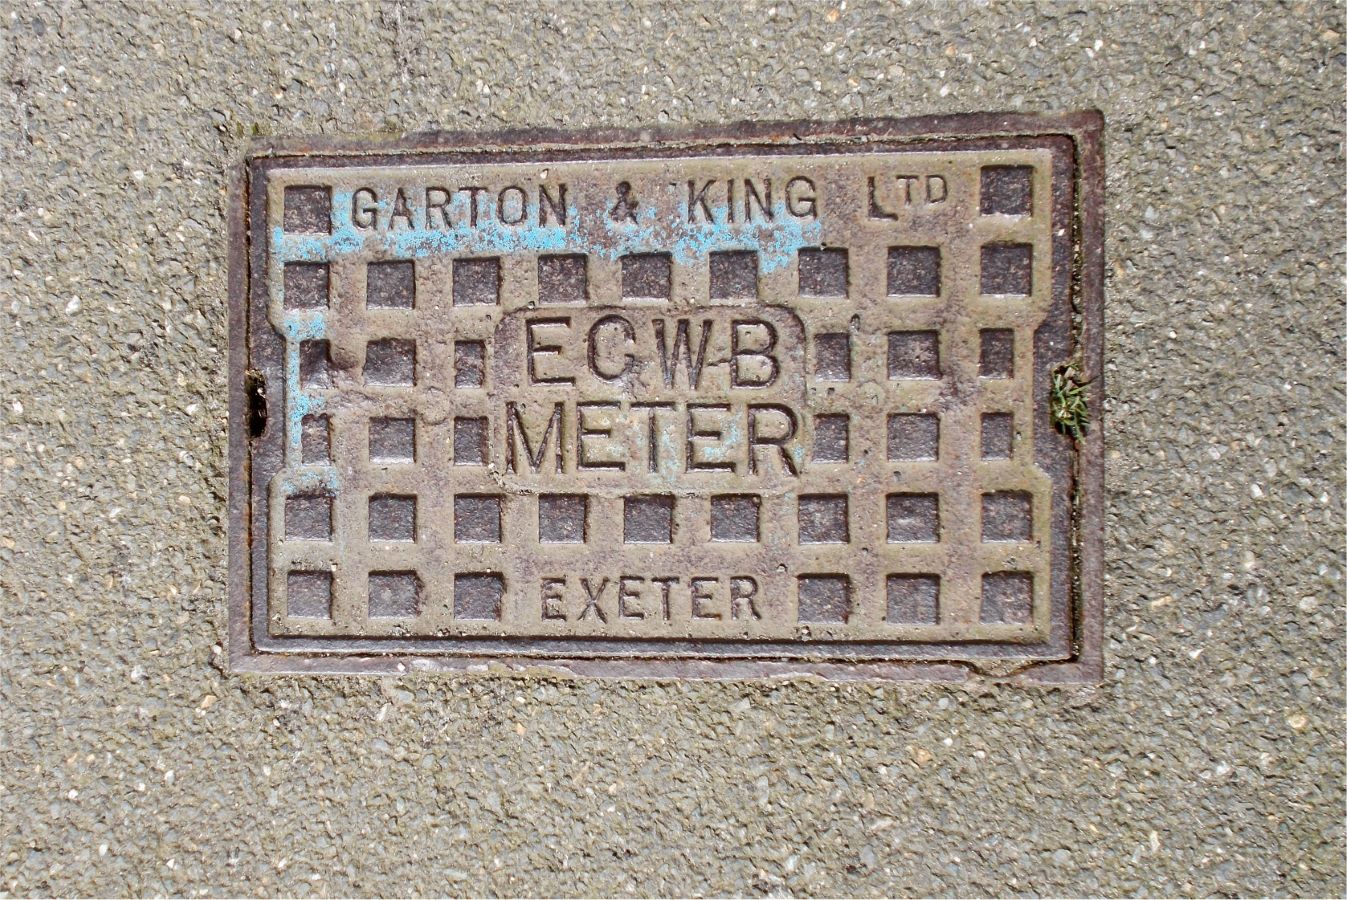 GARTON & KING LTD
ECWB
METER
EXETER